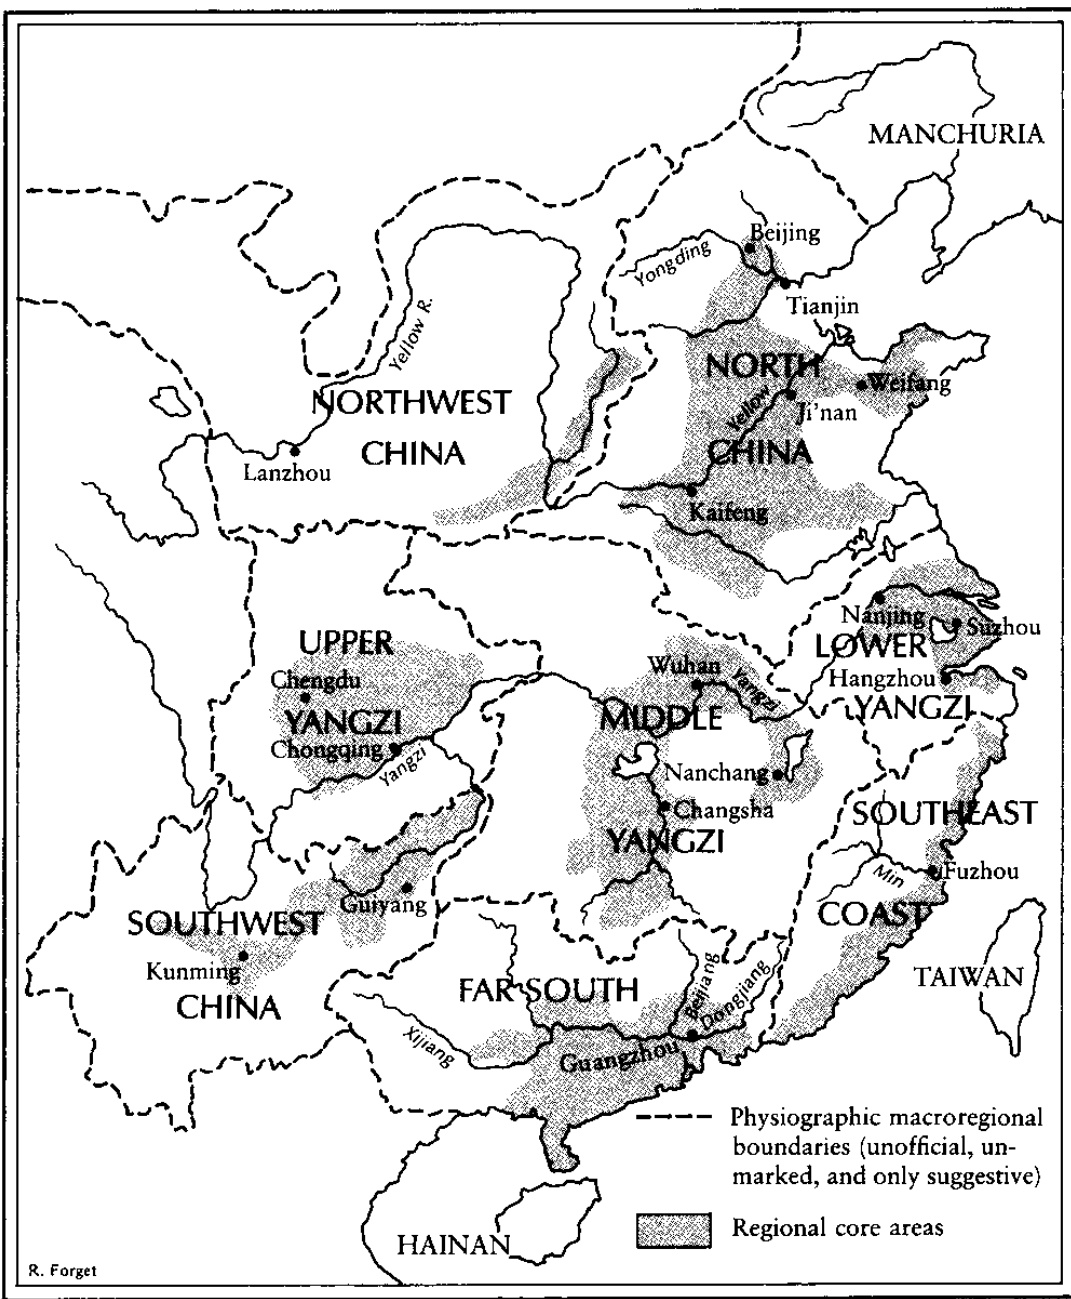 MANCHURIA
Beijing
Yongding
Tianjin
Yellow R.
NORTH
Weifang
Yellow
Ji'nan
NORTHWEST
CHINA
CHINA
Lanzhou
Kaifeng
Nanjing
Suzhou
UPPER
LOWER
Wuhan
Yangzi
Hangzhou
Chengdu
YANGZI
MIDDLE
YANGZI
Chongqing
Yangzi
Nanchang
Changsha
SOUTHEAST
YANGZI
Min
Fuzhou
Guiyang
SOUTHWEST
COAST
Kunming
TAIWAN
CHINA
FAR SOUTH
Beijiang
Dongjiang
Xijiang
Guangzhou
Physiographic macroregional
boundaries (unofficial, un-
marked, and only suggestive)
Regional core areas
HAINAN
R. Forget